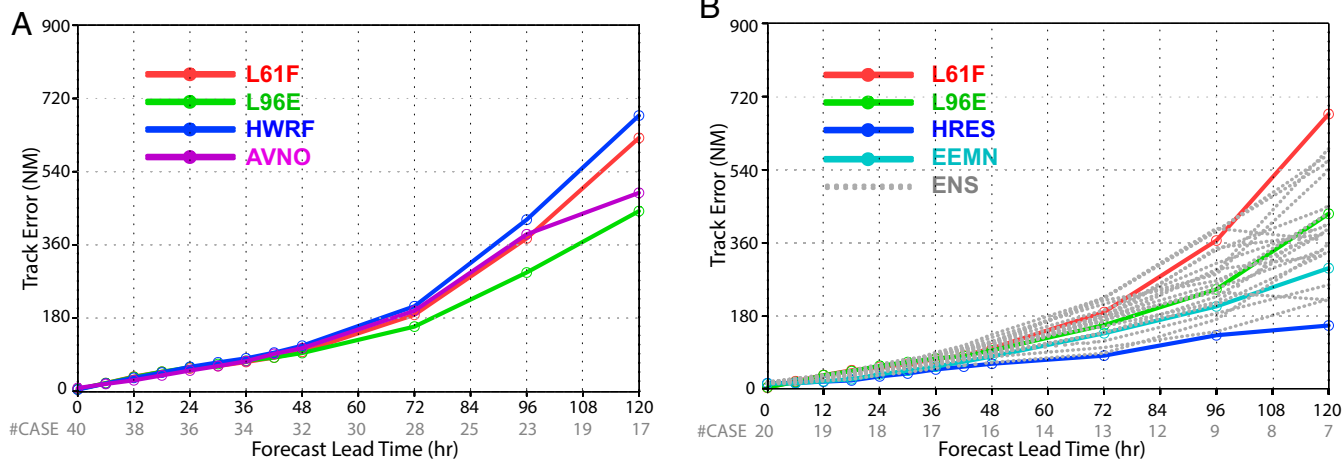 A
900
720
540
360
180
0
Track Error (NM)
L61F
L96E
HWRF
AVNO
0 12 24 36 48 60 72 84 96 108 120
#CASE 40 38 36 34 32 30 28 25 23 19 17
Forecast Lead Time (hr)
B
900
720
540
360
180
0
Track Error (NM)
L61F
L96E
HRES
EEMN
ENS
0 12 24 36 48 60 72 84 96 108 120
#CASE 20 19 18 17 16 14 13 12 9 8 7
Forecast Lead Time (hr)